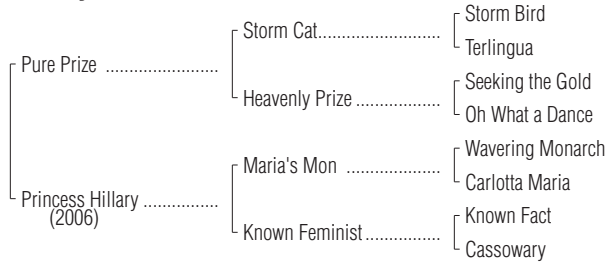 Storm Bird
Storm Cat............................
Terlingua
Pure Prize ..........................
Seeking the Gold
Heavenly Prize ...................
Oh What a Dance
Wavering Monarch
Maria's Mon .....................
Carlotta Maria
Princess Hillary .................
(2006)
Known Fact
Known Feminist.................
Cassowary